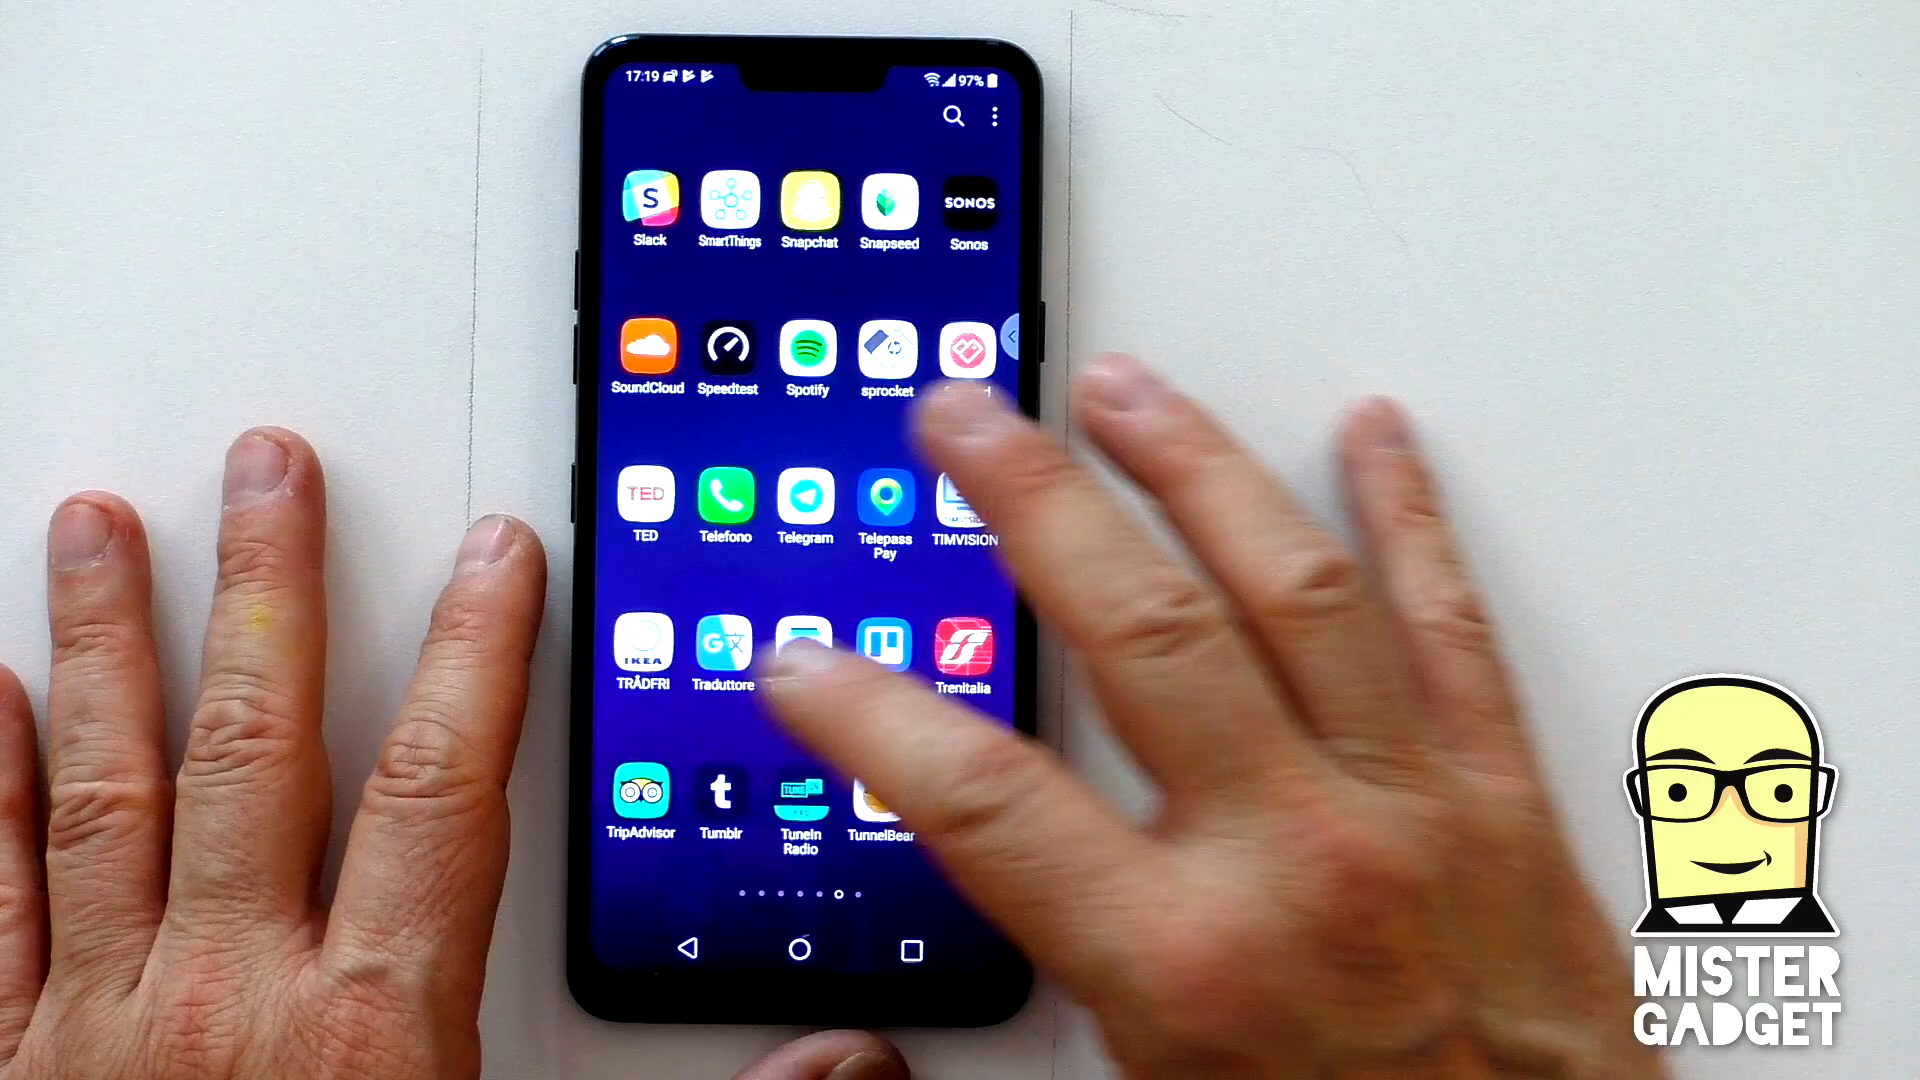 17:19
97%
SONOS
Slack
SmartThings
Snapchat
Snapseed
Sonos
SoundCloud
Speedtest
Spotify
sprocket
TED
TED
Telefono
Telegram
Telepass
Pay
TIMVISION
IKEA
TRÅDFRI
Traduttore
Trenitalia
TripAdvisor
Tumblr
TuneIn
Radio
TunnelBear
MISTER
GADGET